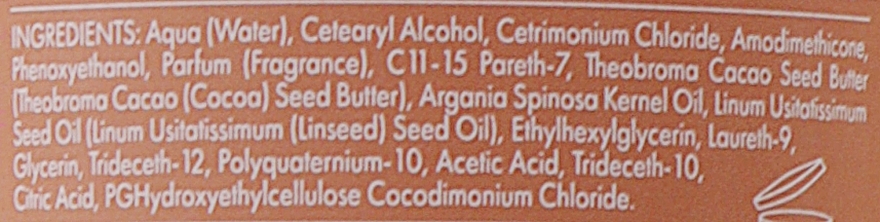 INGREDIENTS: Aqua (Water), Cetearyl Alcohol, Cetrimonium Chloride, Amodimethicone,
Phenoxyethanol, Parfum (Fragrance), C11-15 Pareth-7, Theobroma Cacao Seed Butter
(Theobroma Cacao (Cocoa) Seed Butter), Argania Spinosa Kernel Oil, Linum Usitatissimum
Seed Oil (Linum Usitatissimum (Linseed) Seed Oil), Ethylhexylglycerin, Laureth-9,
Glycerin, Trideceth-12, Polyquaternium-10, Acetic Acid, Trideceth-10,
Citric Acid, PGHydroxyethylcellulose Cocodimonium Chloride.